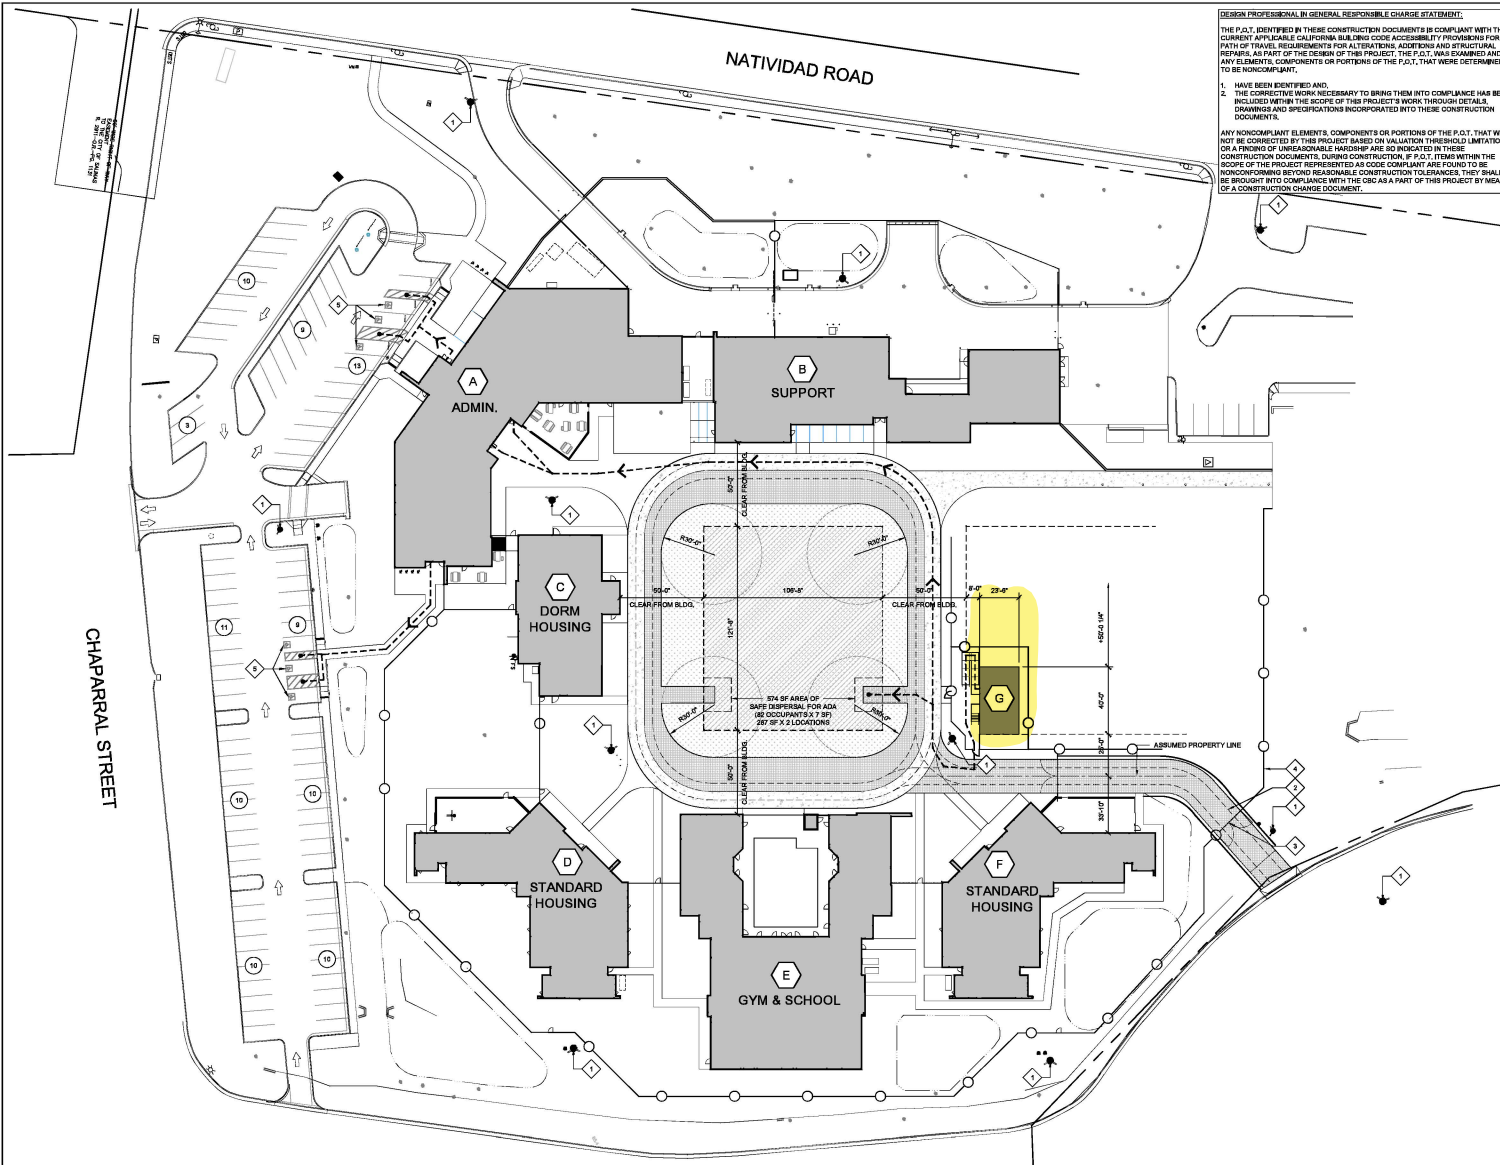 DESIGN PROFESSIONAL IN GENERAL RESPONSIBLE CHARGE STATEMENT:
THE P.O.T. IDENTIFIED IN THESE CONSTRUCTION DOCUMENTS IS COMPLIANT WITH
CURRENT APPLICABLE CALIFORNIA BUILDING CODE ACCESSIBILITY PROVISIONS FOR
PATH OF TRAVEL REQUIREMENTS FOR ALTERATIONS, ADDITIONS AND STRUCTURAL
REPAIRS. AS PART OF THE DESIGN OF THIS PROJECT, THE P.O.T. WAS EXAMINED AND
ANY ELEMENTS, COMPONENTS OR PORTIONS OF THE P.O.T. THAT WERE
TO BE NONCOMPLIANT,
1. HAVE BEEN IDENTIFIED AND,
2. THE CORRECTIVE WORK NECESSARY TO BRING THEM INTO COMPLIANCE HAS
INCLUDED WITHIN THE SCOPE OF THIS PROJECT'S WORK THROUGH DETAILS,
DRAWINGS AND SPECIFICATIONS INCORPORATED INTO THESE CONSTRUCTION
DOCUMENTS.
ANY NONCOMPLIANT ELEMENTS, COMPONENTS OR PORTIONS OF THE P.O.T. THAT
NOT BE CORRECTED BY THIS PROJECT BASED ON VALUATION THRESHOLD
OR A FINDING OF UNREASONABLE HARDSHIP ARE SO INDICATED IN THESE
CONSTRUCTION DOCUMENTS. DURING CONSTRUCTION, IF P.O.T. ITEMS WITHIN THE
SCOPE OF THE PROJECT REPRESENTED AS CODE COMPLIANT ARE FOUND TO BE
NONCONFORMING BEYOND REASONABLE CONSTRUCTION TOLERANCES, THEY
BE BROUGHT INTO COMPLIANCE WITH THE CBC AS A PART OF THIS PROJECT BY
OF A CONSTRUCTION CHANGE DOCUMENT.
NATIVIDAD ROAD
CHAPARRAL STREET
1
1
1
10
9
5
13
3
A
ADMIN.
B
SUPPORT
1
1
50'-0"
CLEAR FROM BLDG.
R30'-0"
R30'-0"
C
DORM
HOUSING
50'-0"
CLEAR FROM BLDG.
106'-5"
50'-0"
CLEAR FROM BLDG.
23'-6"
121'-8"
+50'-0 1/4"
11
9
5
G
40'-0"
574 SF AREA OF
SAFE DISPERSAL FOR ADA
(82 OCCUPANTS X 7 SF)
287 SF X 2 LOCATIONS
R30'-0"
R30'-0"
1
1
ASSUMED PROPERTY LINE
50'-0"
CLEAR FROM BLDG.
33'-10"
4
2
1
3
10
10
D
STANDARD
HOUSING
F
STANDARD
HOUSING
1
10
10
E
GYM & SCHOOL
1
1